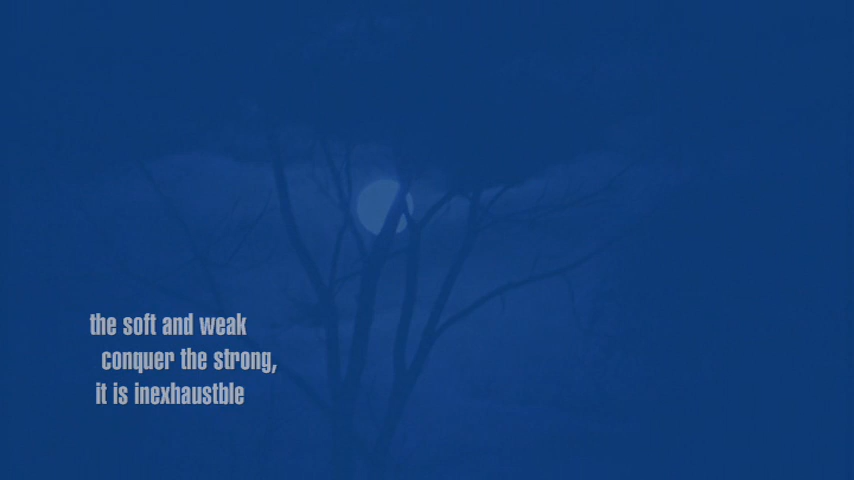 the soft and weak
conquer the strong,
it is inexhaustble